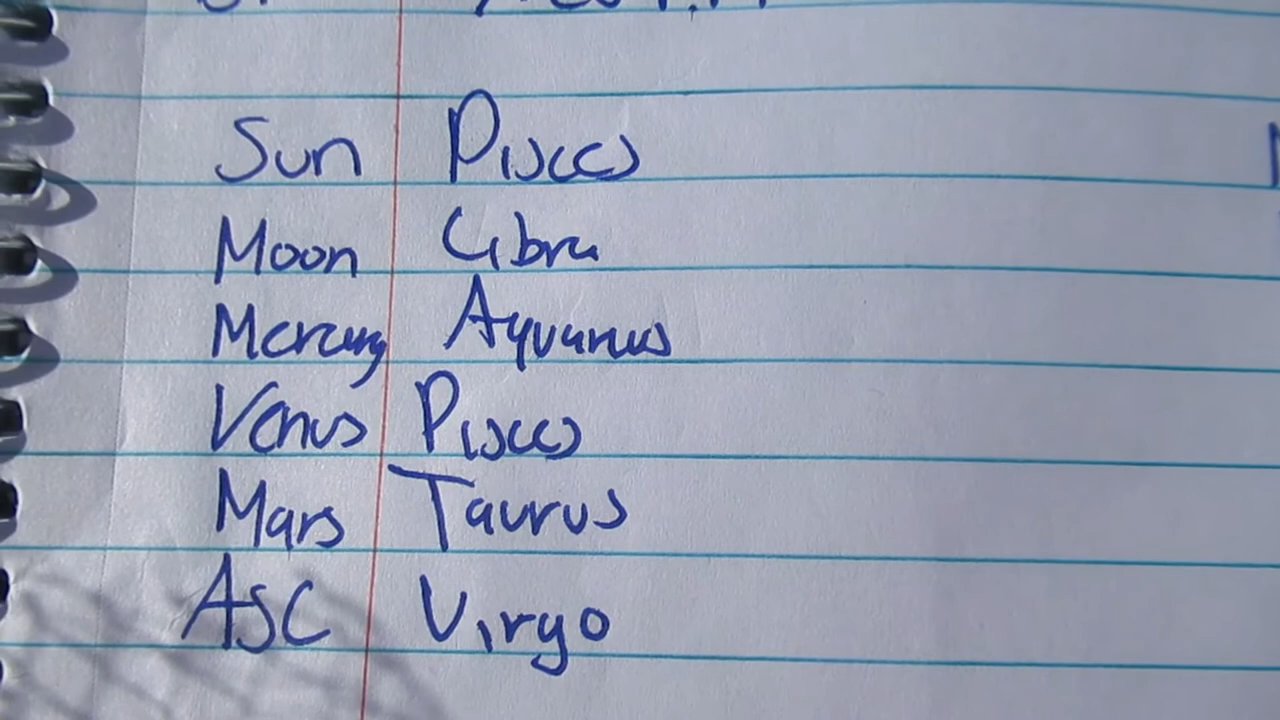 Sun Pisces
Moon Libra
Mercury Aquarius
Venus Pisces
Mars Taurus
ASC Virgo